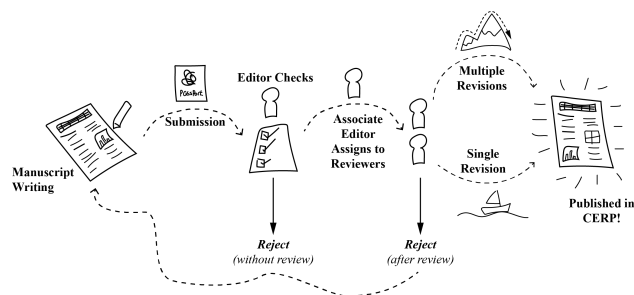 PASSPORT
Submission
Manuscript
Writing
Editor Checks
Associate
Editor
Assigns to
Reviewers
Multiple
Revisions
Single
Revision
Published in
CERP!
Reject
(without review)
Reject
(after review)